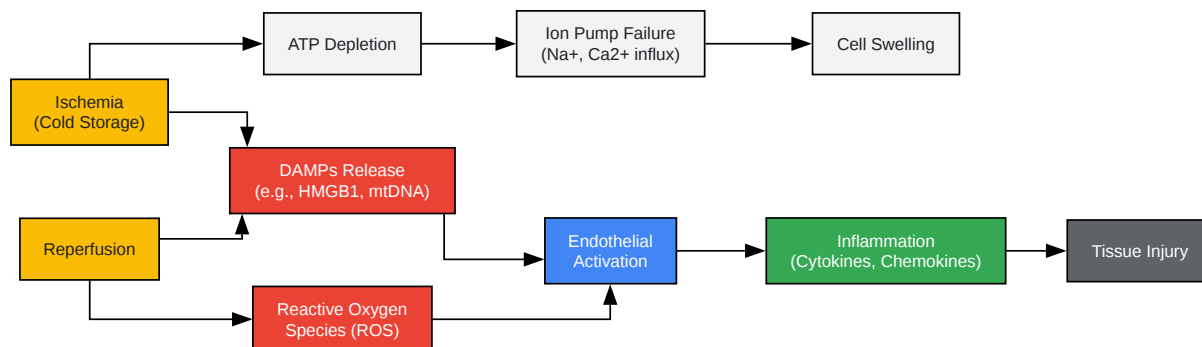 ATP Depletion
Ion Pump Failure
(Na+, Ca2+ influx)
Cell Swelling
Ischemia
(Cold Storage)
DAMPs Release
(e.g., HMGB1, mtDNA)
Reperfusion
Endothelial
Activation
Inflammation
(Cytokines, Chemokines)
Tissue Injury
Reactive Oxygen
Species (ROS)